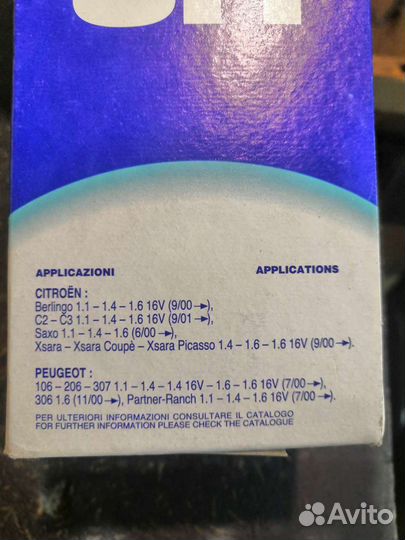 APPLICAZIONI APPLICATIONS
CITROËN :
Berlingo 1.1 – 1.4 – 1.6 16V (9/00 ➔),
C2 – C3 1.1 – 1.4 – 1.6 16V (9/01 ➔),
Saxo 1.1 – 1.4 – 1.6 (6/00 ➔),
Xsara – Xsara Coupè – Xsara Picasso 1.4 – 1.6 – 1.6 16V (9/00 ➔).
PEUGEOT :
106 – 206 – 307 1.1 – 1.4 – 1.4 16V – 1.6 – 1.6 16V (7/00 ➔),
306 1.6 (11/00 ➔), Partner-Ranch 1.1 – 1.4 – 1.6 16V (7/00 ➔).
PER ULTERIORI INFORMAZIONI CONSULTARE IL CATALOGO
FOR FURTHER INFORMATION PLEASE CHECK THE CATALOGUE
Avito